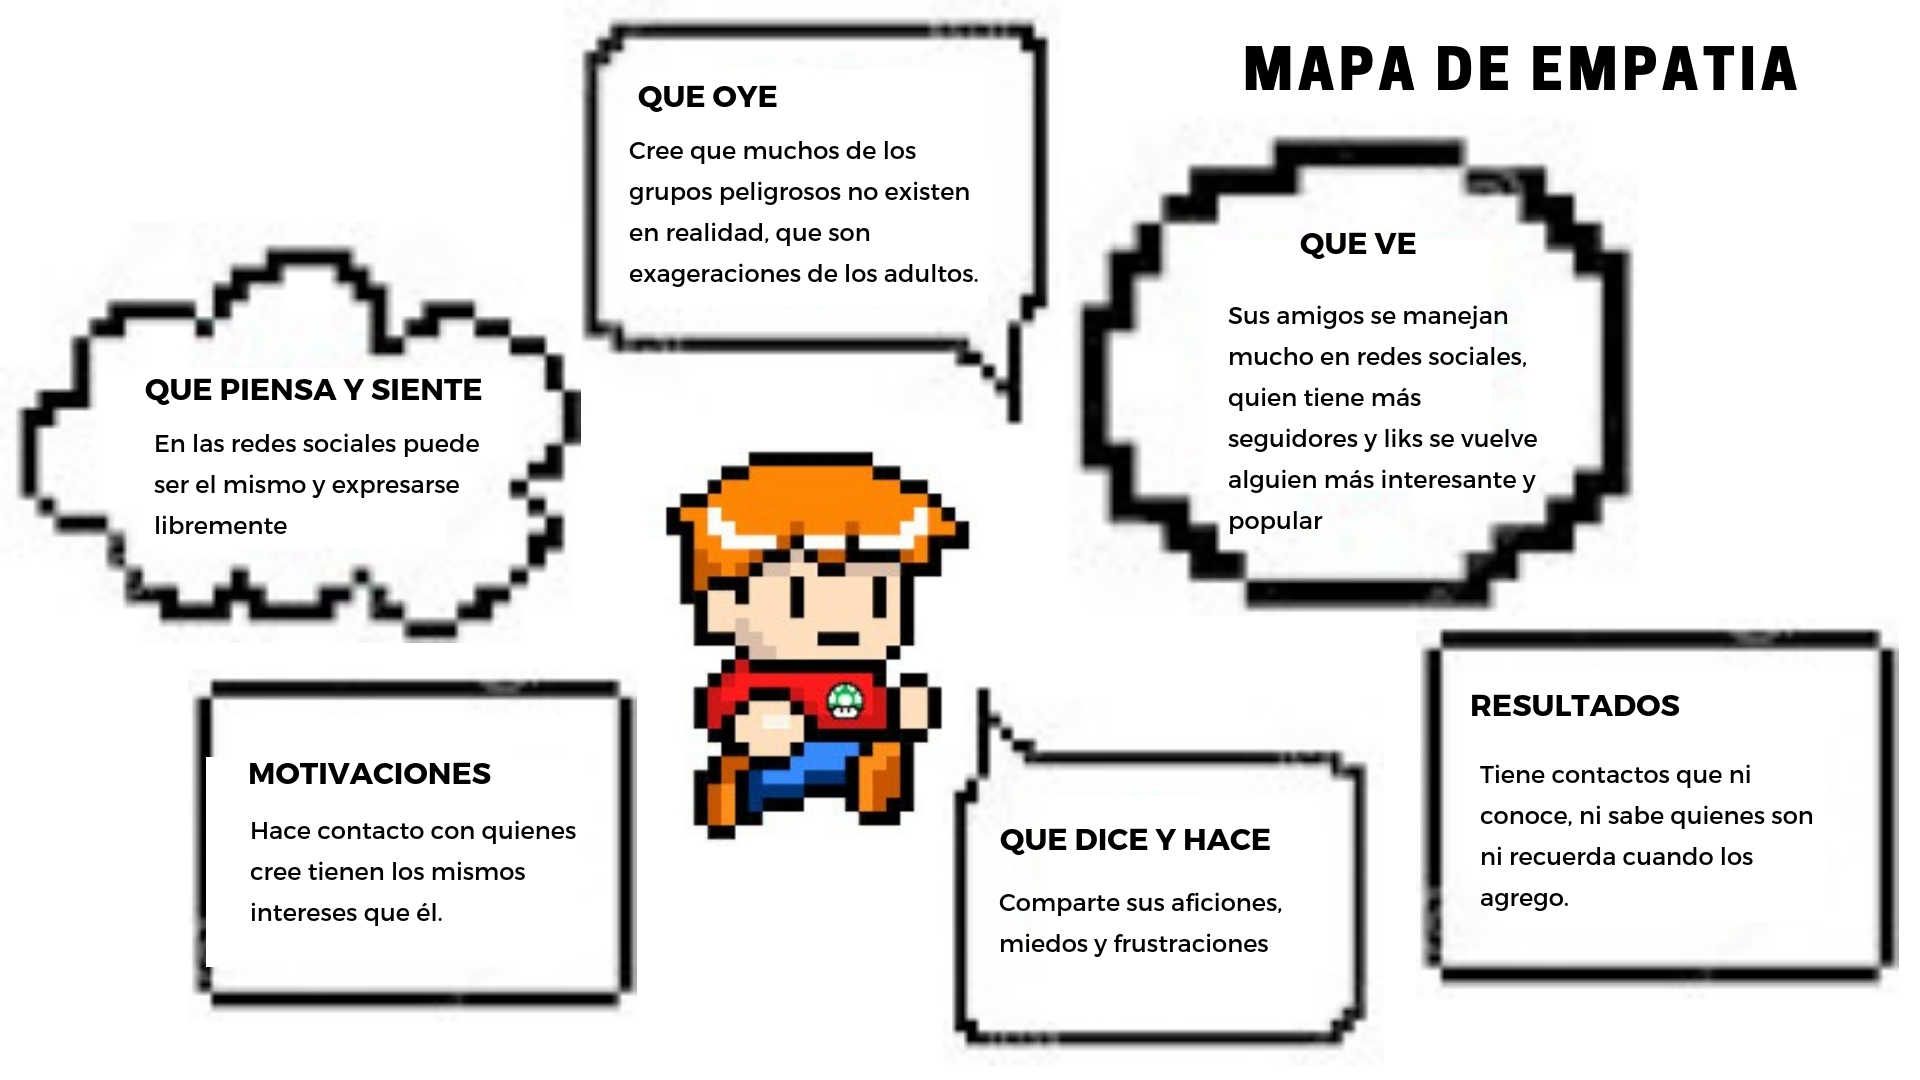 MAPA DE EMPATIA
QUE OYE
Cree que muchos de los
grupos peligrosos no existen
en realidad, que son
exageraciones de los adultos.
QUE VE
Sus amigos se manejan
mucho en redes sociales,
quien tiene más
seguidores y liks se vuelve
alguien más interesante y
popular
QUE PIENSA Y SIENTE
En las redes sociales puede
ser el mismo y expresarse
libremente
MOTIVACIONES
Hace contacto con quienes
cree tienen los mismos
intereses que él.
QUE DICE Y HACE
Comparte sus aficiones,
miedos y frustraciones
RESULTADOS
Tiene contactos que ni
conoce, ni sabe quienes son
ni recuerda cuando los
agrego.